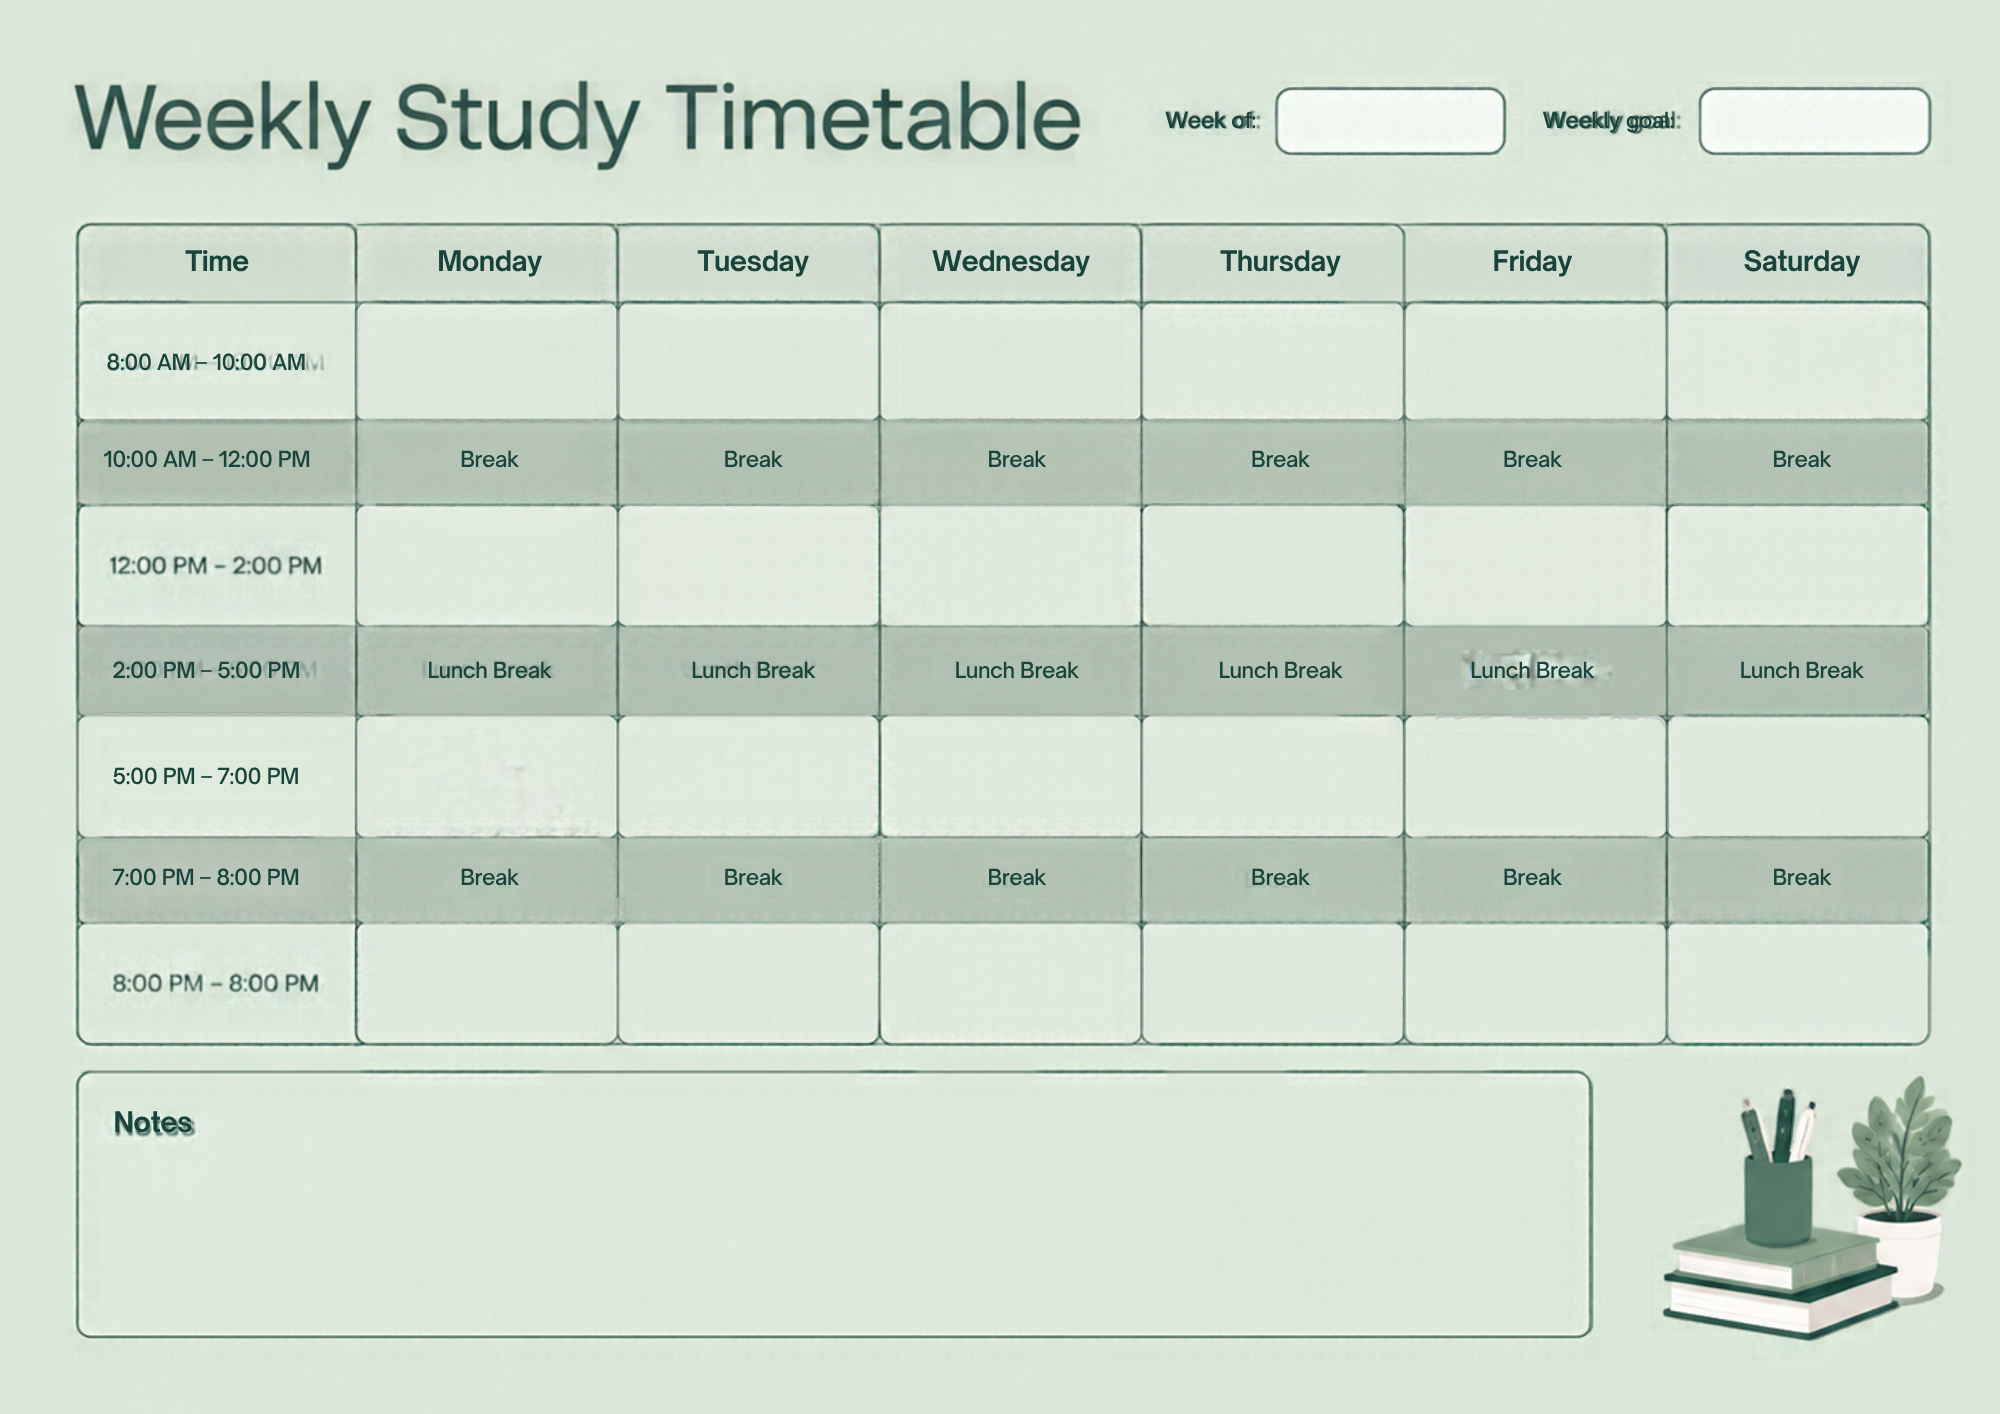 Weekly Study Timetable
Week of:
Weekly goal:
Time Monday Tuesday Wednesday Thursday Friday Saturday
8:00 AM – 10:00 AM
10:00 AM – 12:00 PM Break Break Break Break Break Break
12:00 PM – 2:00 PM
2:00 PM – 5:00 PM Lunch Break Lunch Break Lunch Break Lunch Break Lunch Break Lunch Break
5:00 PM – 7:00 PM
7:00 PM – 8:00 PM Break Break Break Break Break Break
8:00 PM – 8:00 PM
Notes